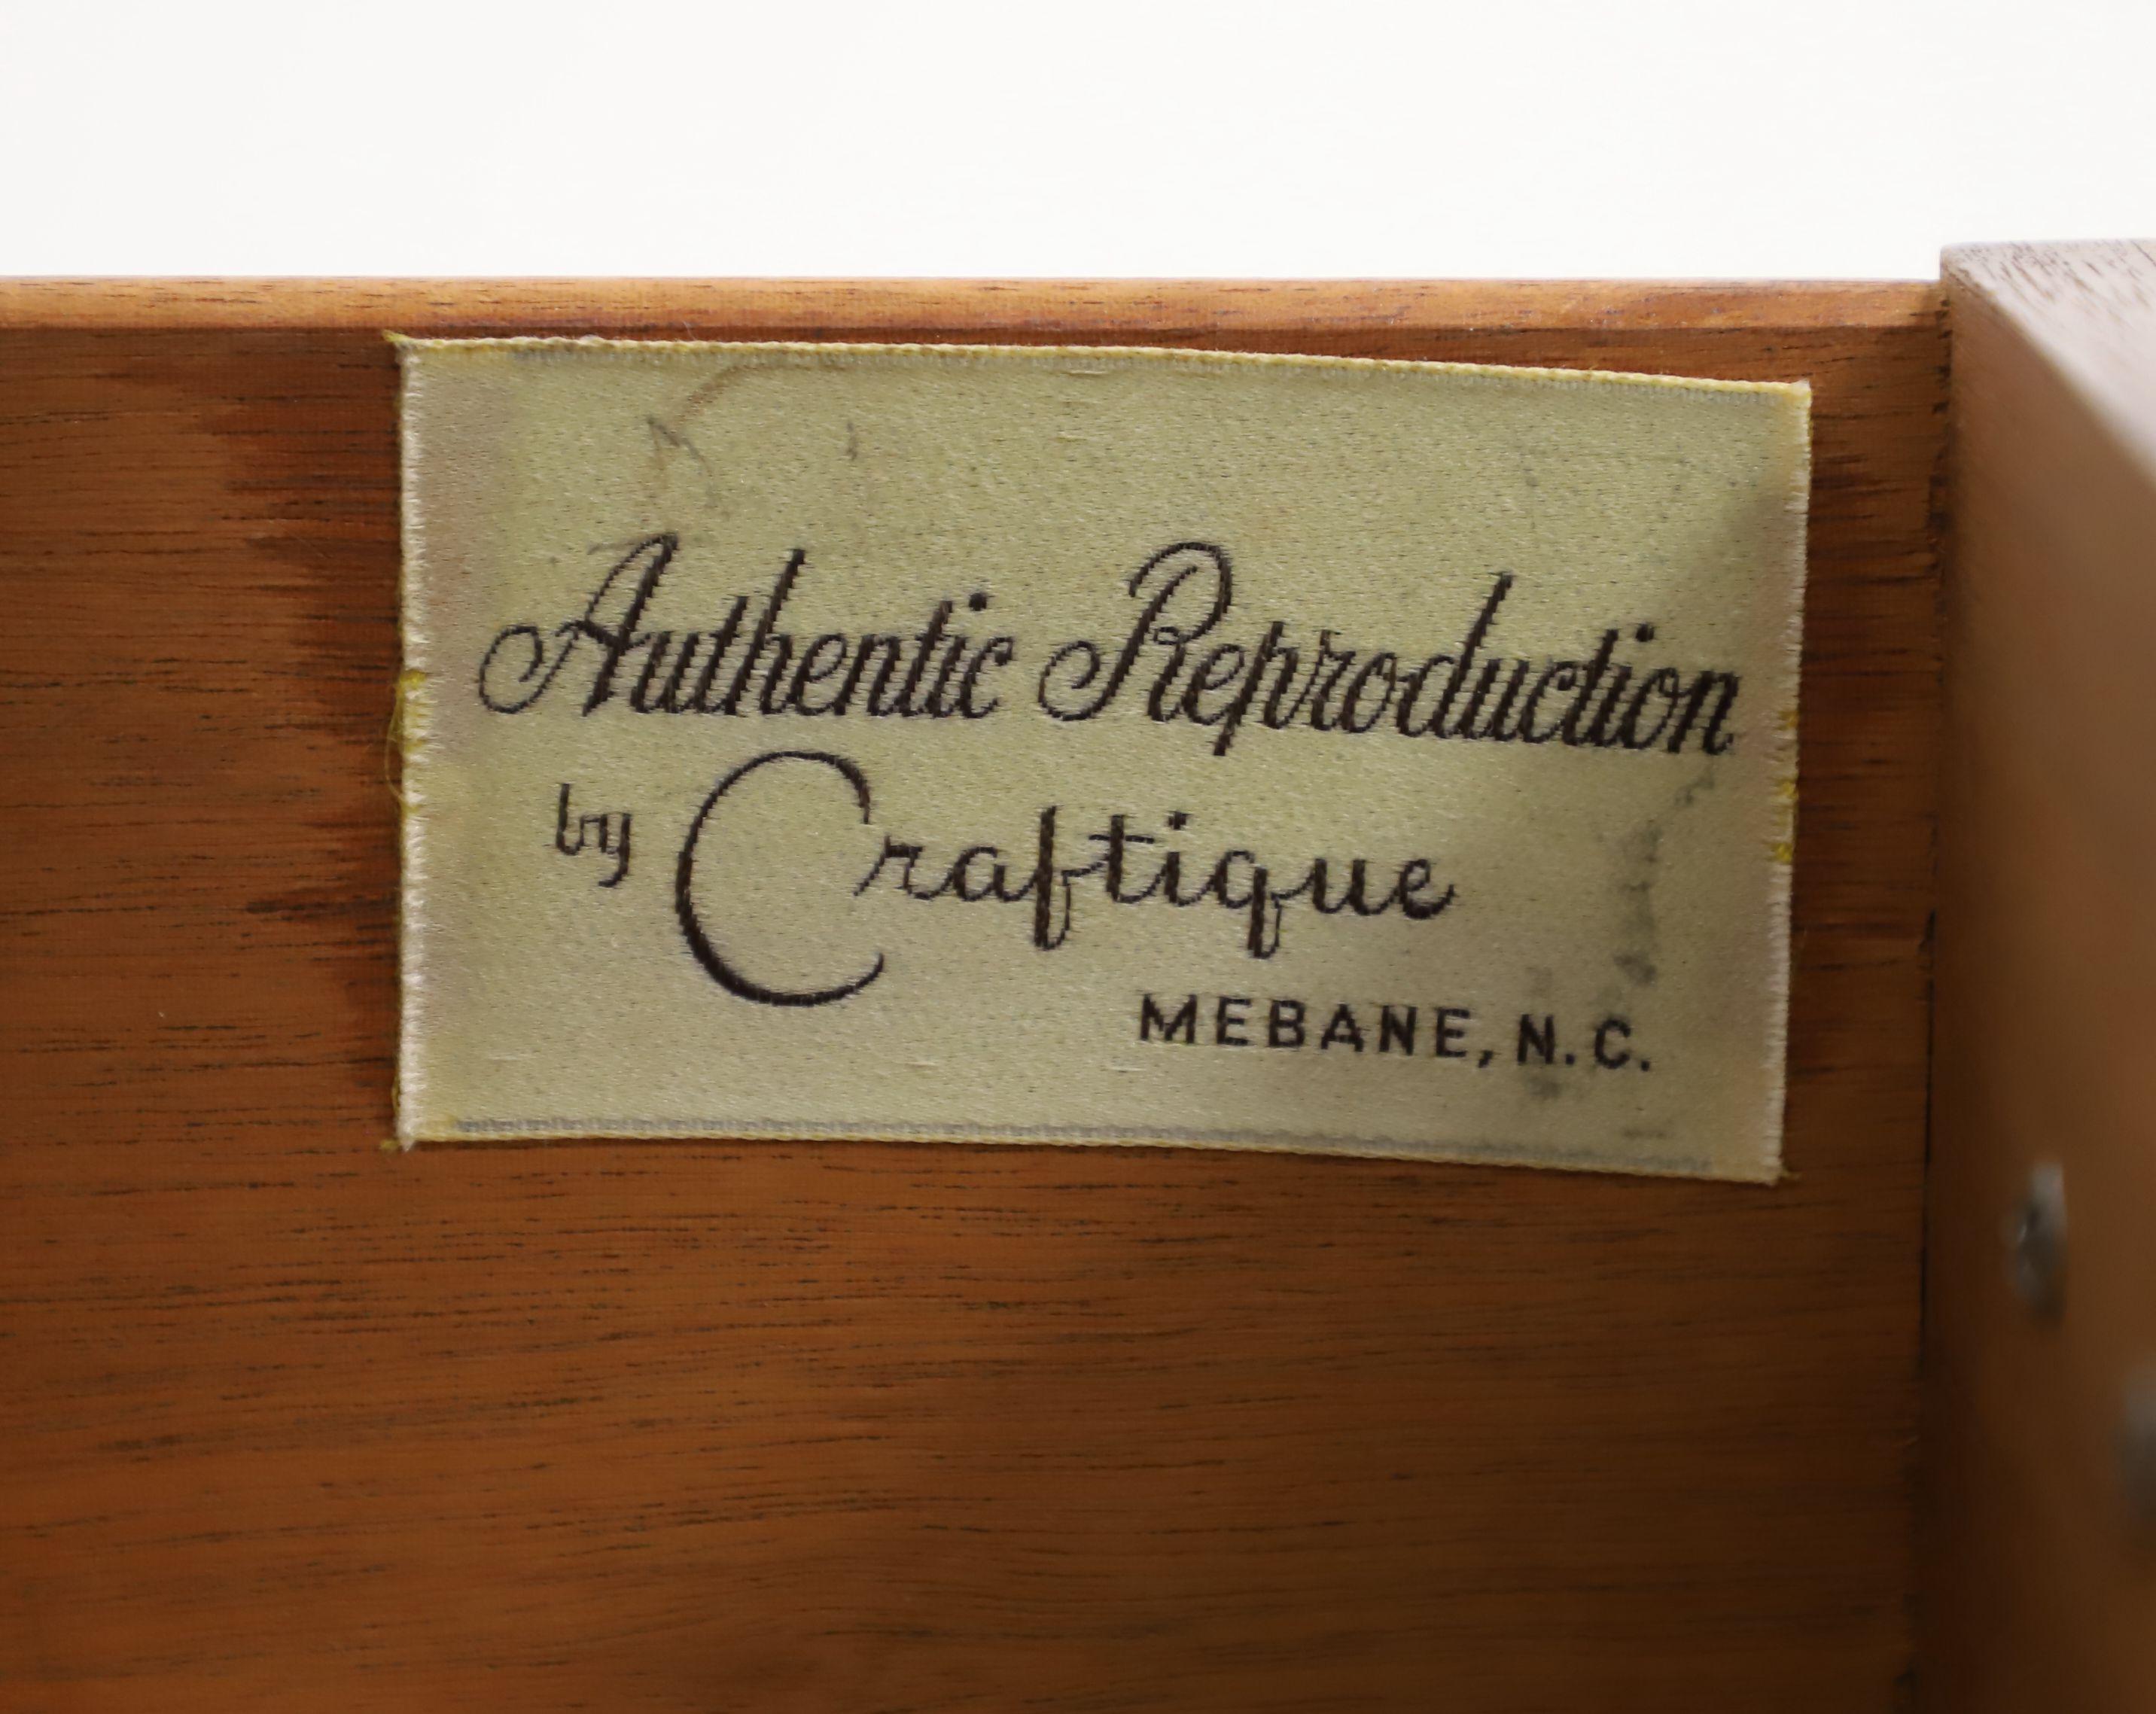 Authentic Reproduction
by Craftique
MEBANE, N.C.